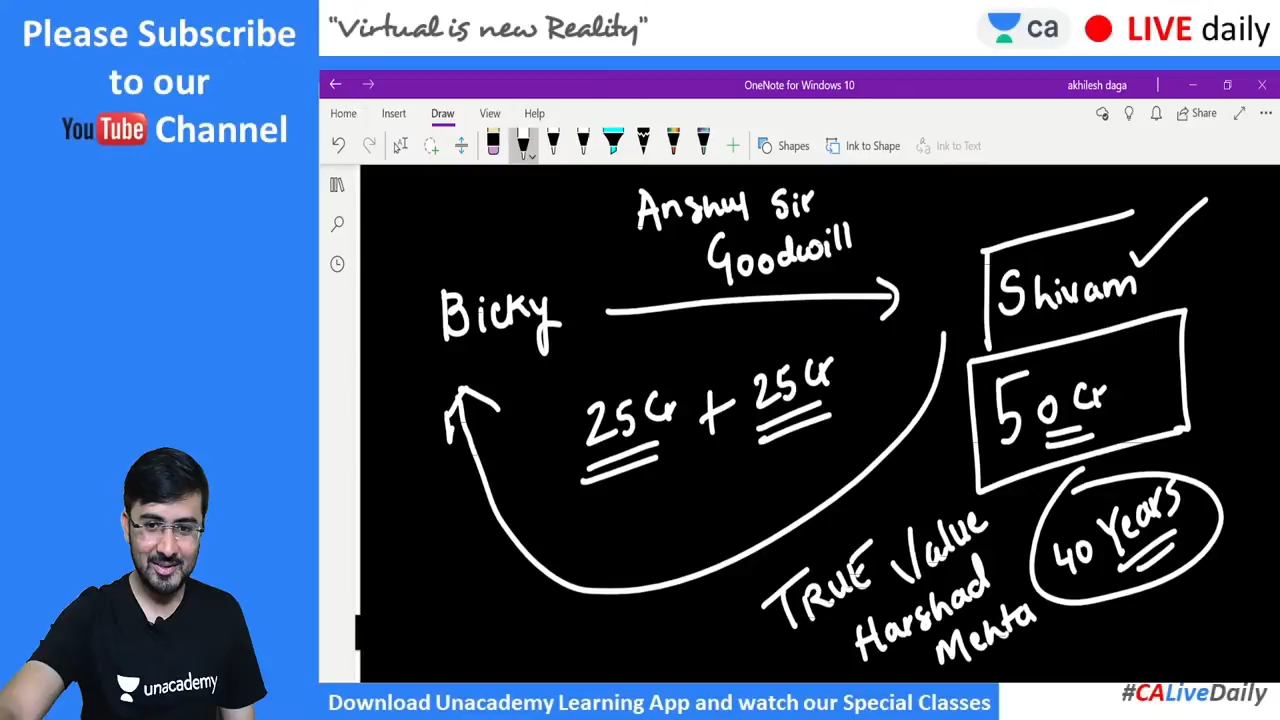 Please Subscribe
to our
YouTube Channel
"Virtual is new Reality"
ca
LIVE daily
OneNote for Windows 10
akhilesh daga
Home Insert Draw View Help
Share
Shapes
Ink to Shape
Ink to Text
Anshul Sir
Goodwill
Bicky
Shivam
25Cr + 25Cr
50 Cr
40 Years
TRUE Value
Harshad
Mehta
unacademy
Download Unacademy Learning App and watch our Special Classes
#CALiveDaily